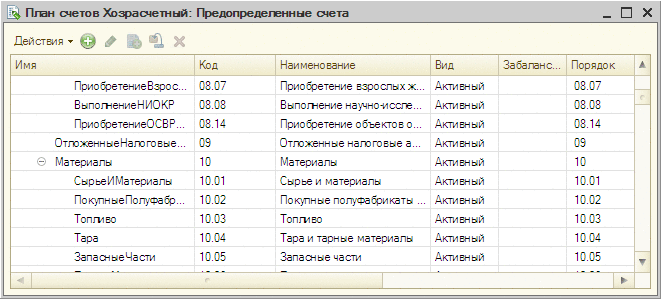 План счетов Хозрасчетный: Предопределенные счета
Действия
Имя Код Наименование Вид Забаланс... Порядок
ПриобретениеВзрос... 08.07 Приобретение взрослых ж... Активный 08.07
ВыполнениеНИОКР 08.08 Выполнение научно-иссле... Активный 08.08
ПриобретениеОСВР... 08.14 Приобретение объектов о... Активный 08.14
ОтложенныеНалоговые... 09 Отложенные налоговые а... Активный 09
Материалы 10 Материалы Активный 10
СырьеИМатериалы 10.01 Сырье и материалы Активный 10.01
ПокупныеПолуфабр... 10.02 Покупные полуфабрикаты ... Активный 10.02
Топливо 10.03 Топливо Активный 10.03
Тара 10.04 Тара и тарные материалы Активный 10.04
ЗапасныеЧасти 10.05 Запасные части Активный 10.05